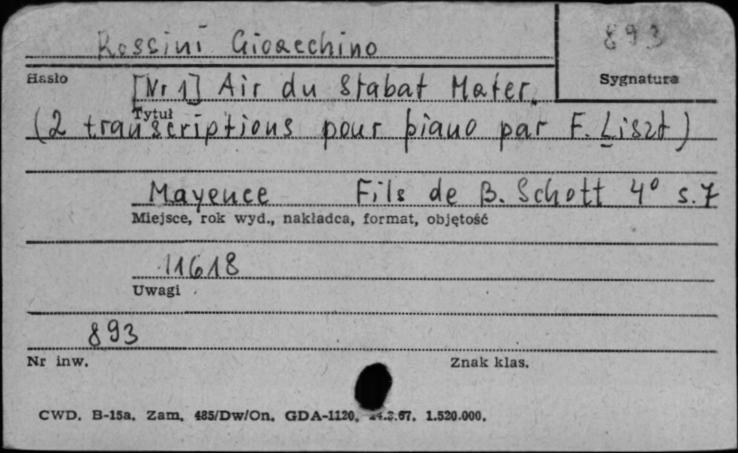 Rossini Gioacchino
893
Hasło
Sygnatura
[Nr 1] Air du Stabat Mater.
Tytuł
(2 transcriptions pour piano par F. Liszt)
Mayence Fils de B. Schott 4° s. 7
Miejsce, rok wyd., nakładca, format, objętość
11618
Uwagi
893
Nr inw.
Znak klas.
CWD. B-15a. Zam. 485/Dw/On. GDA-1120. 67. 1.520.000.